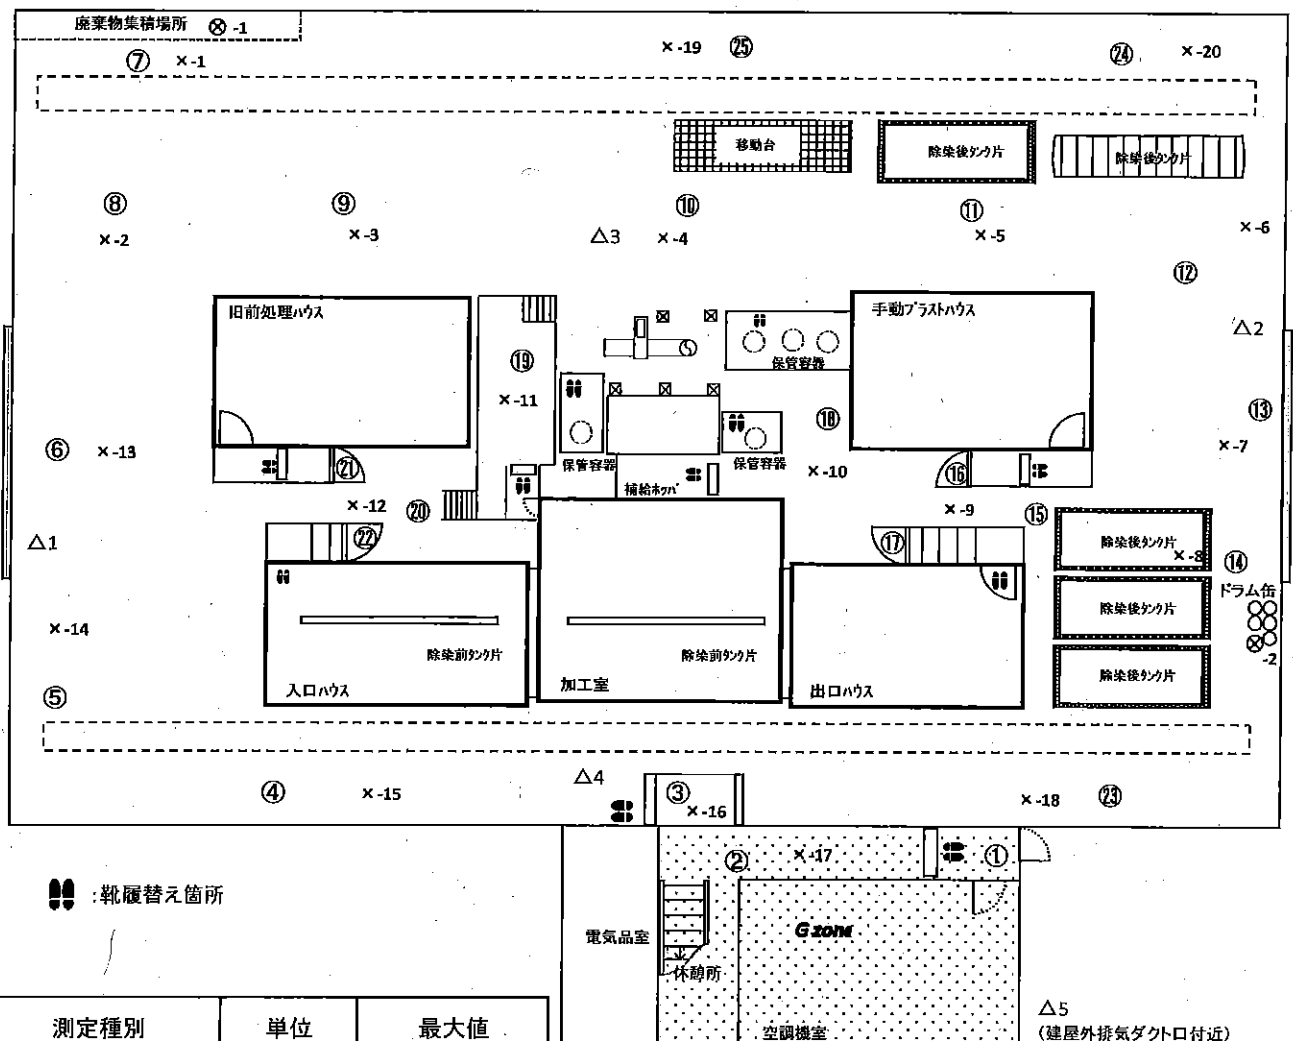 廃棄物集積場所 ⊗ -1
⑦ ×-1
×-19 ㉕
㉔ ×-20
移動台
除染後タンク片
除染後タンク片
⑧
×-2
⑨
×-3
△3
⑩
×-4
⑪
×-5
×-6
⑫
△2
旧前処理ハウス
⑲
×-11
保管容器
手動ブラストハウス
⑬
×-7
⑥ ×-13
㉑
保管容器
保管容器
⑱
×-10
⑯
補給ホッパ
×-12 ⑳
㉒
×-9 ⑮
⑰
△1
除染後タンク片
×-8
⑭
ドラム缶
⊗
-2
除染後タンク片
除染後タンク片
×-14
⑤
除染前タンク片
入口ハウス
除染前タンク片
加工室
出口ハウス
④ ×-15
△4
③
×-16
×-18 ㉓
② ×-17 ①
:靴履替え箇所
電気品室
G zone
休憩所
空調機室
△5
(建屋外排気ダクト口付近)
測定種別 単位 最大値